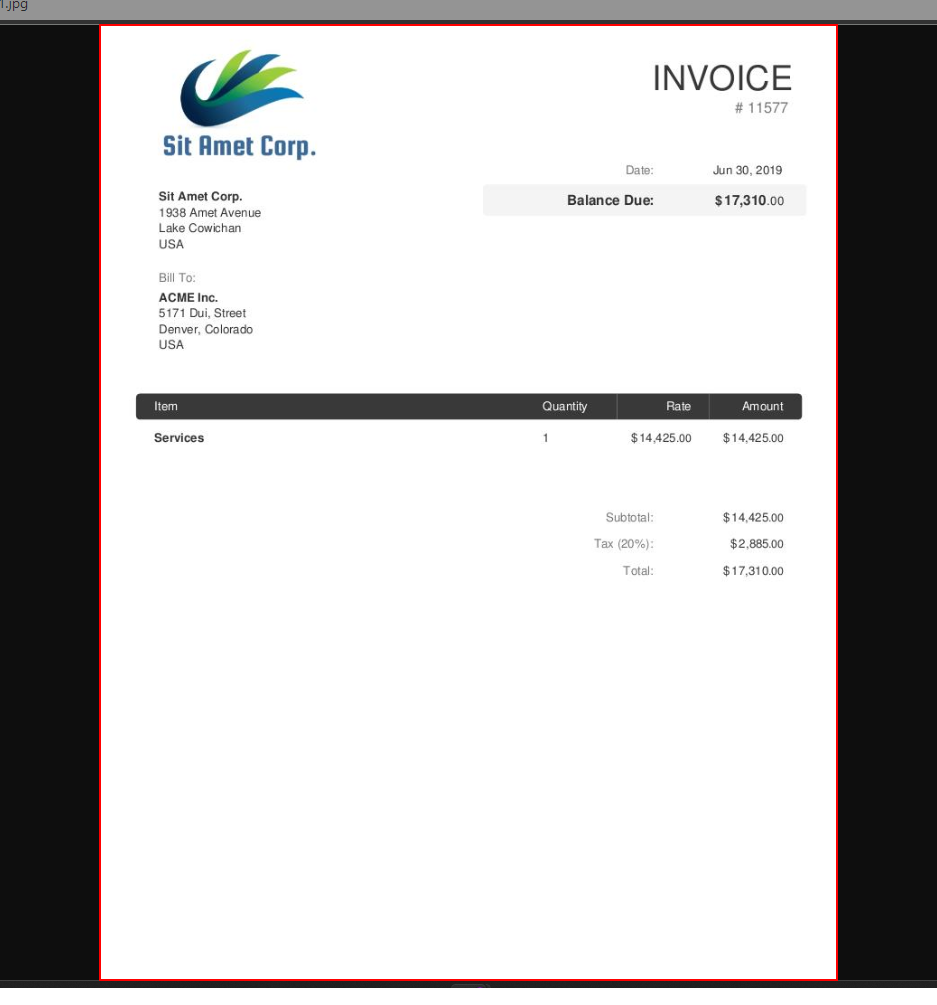 1.jpg
INVOICE
# 11577
Sit Amet Corp.
Date: Jun 30, 2019
Balance Due: $17,310.00
Sit Amet Corp.
1938 Amet Avenue
Lake Cowichan
USA
Bill To:
ACME Inc.
5171 Dui, Street
Denver, Colorado
USA
Item Quantity Rate Amount
Services 1 $14,425.00 $14,425.00
Subtotal: $14,425.00
Tax (20%): $2,885.00
Total: $17,310.00